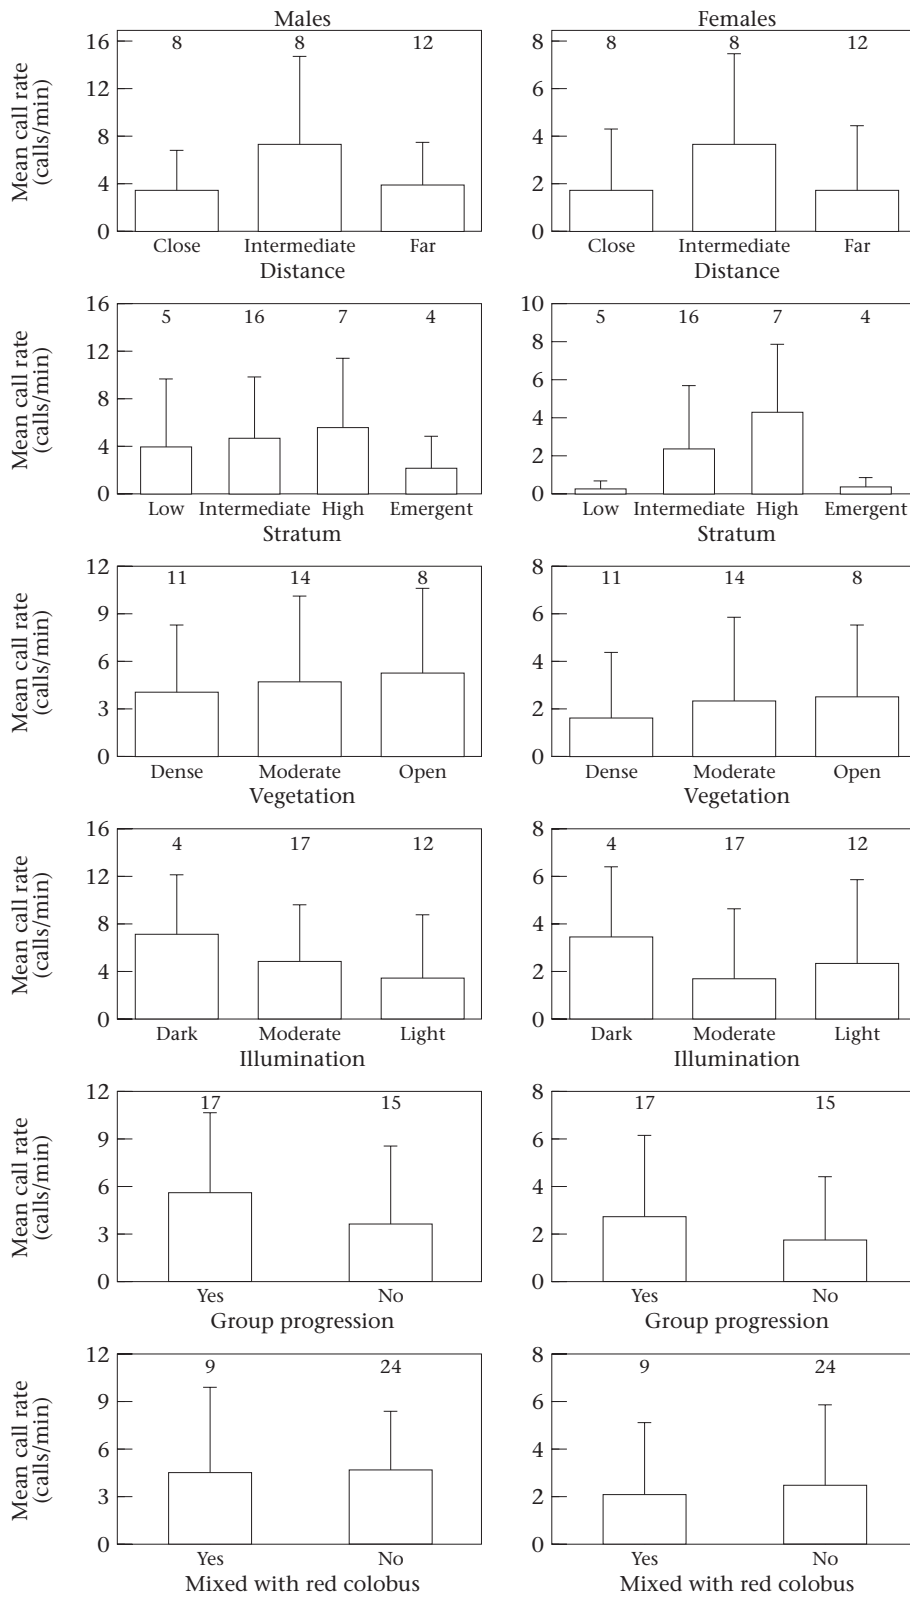 Males Females
Mean call rate (calls/min) 16 12 8 4 0 8 8 12 8 6 4 2 0 8 8 12
Close Intermediate Far Close Intermediate Far
Distance Distance
Mean call rate (calls/min) 16 12 8 4 0 5 16 7 4 10 8 6 4 2 0 5 16 7 4
Low Intermediate High Emergent Low Intermediate High Emergent
Stratum Stratum
Mean call rate (calls/min) 12 9 6 3 0 11 14 8 8 6 4 2 0 11 14 8
Dense Moderate Open Dense Moderate Open
Vegetation Vegetation
Mean call rate (calls/min) 16 12 8 4 0 4 17 12 8 6 4 2 0 4 17 12
Dark Moderate Light Dark Moderate Light
Illumination Illumination
Mean call rate (calls/min) 12 9 6 3 0 17 15 8 6 4 2 0 17 15
Yes No Yes No
Group progression Group progression
Mean call rate (calls/min) 12 9 6 3 0 9 24 8 6 4 2 0 9 24
Yes No Yes No
Mixed with red colobus Mixed with red colobus